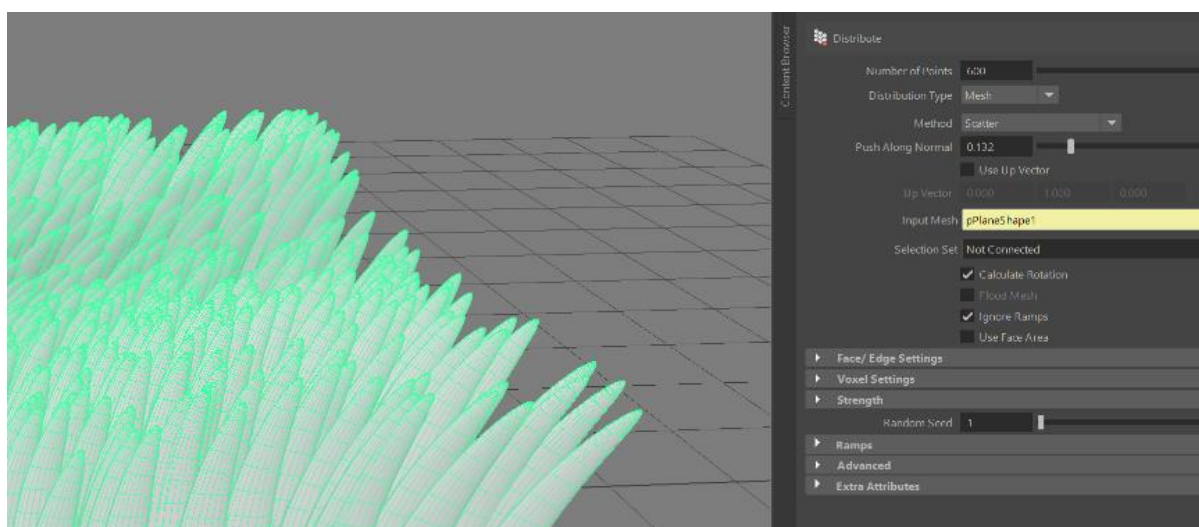 Content Browser
Distribute
Number of Points 600
Distribution Type Mesh
Method Scatter
Push Along Normal 0.132
Use Up Vector
Up Vector 0.000 1.000 0.000
Input Mesh pPlaneShape1
Selection Set Not Connected
Calculate Rotation
Flood Mesh
Ignore Ramps
Use Face Area
Face/ Edge Settings
Voxel Settings
Strength
Random Seed 1
Ramps
Advanced
Extra Attributes